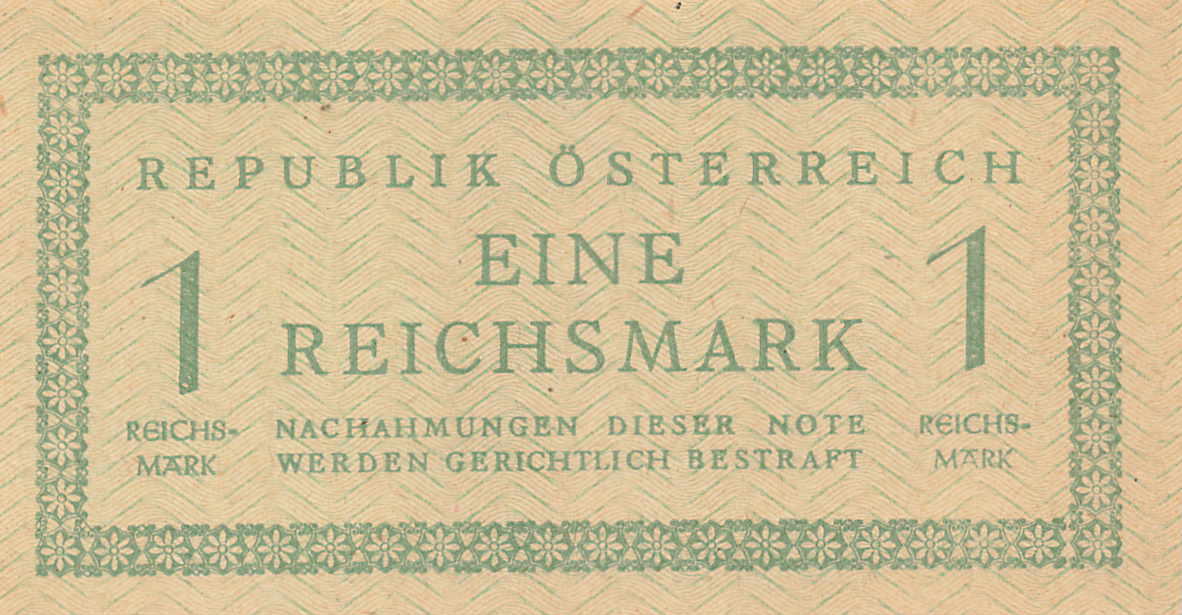 REPUBLIK ÖSTERREICH
EINE
1 REICHSMARK 1
REICHS- NACHAHMUNGEN DIESER NOTE REICHS-
MARK WERDEN GERICHTLICH BESTRAFT MARK